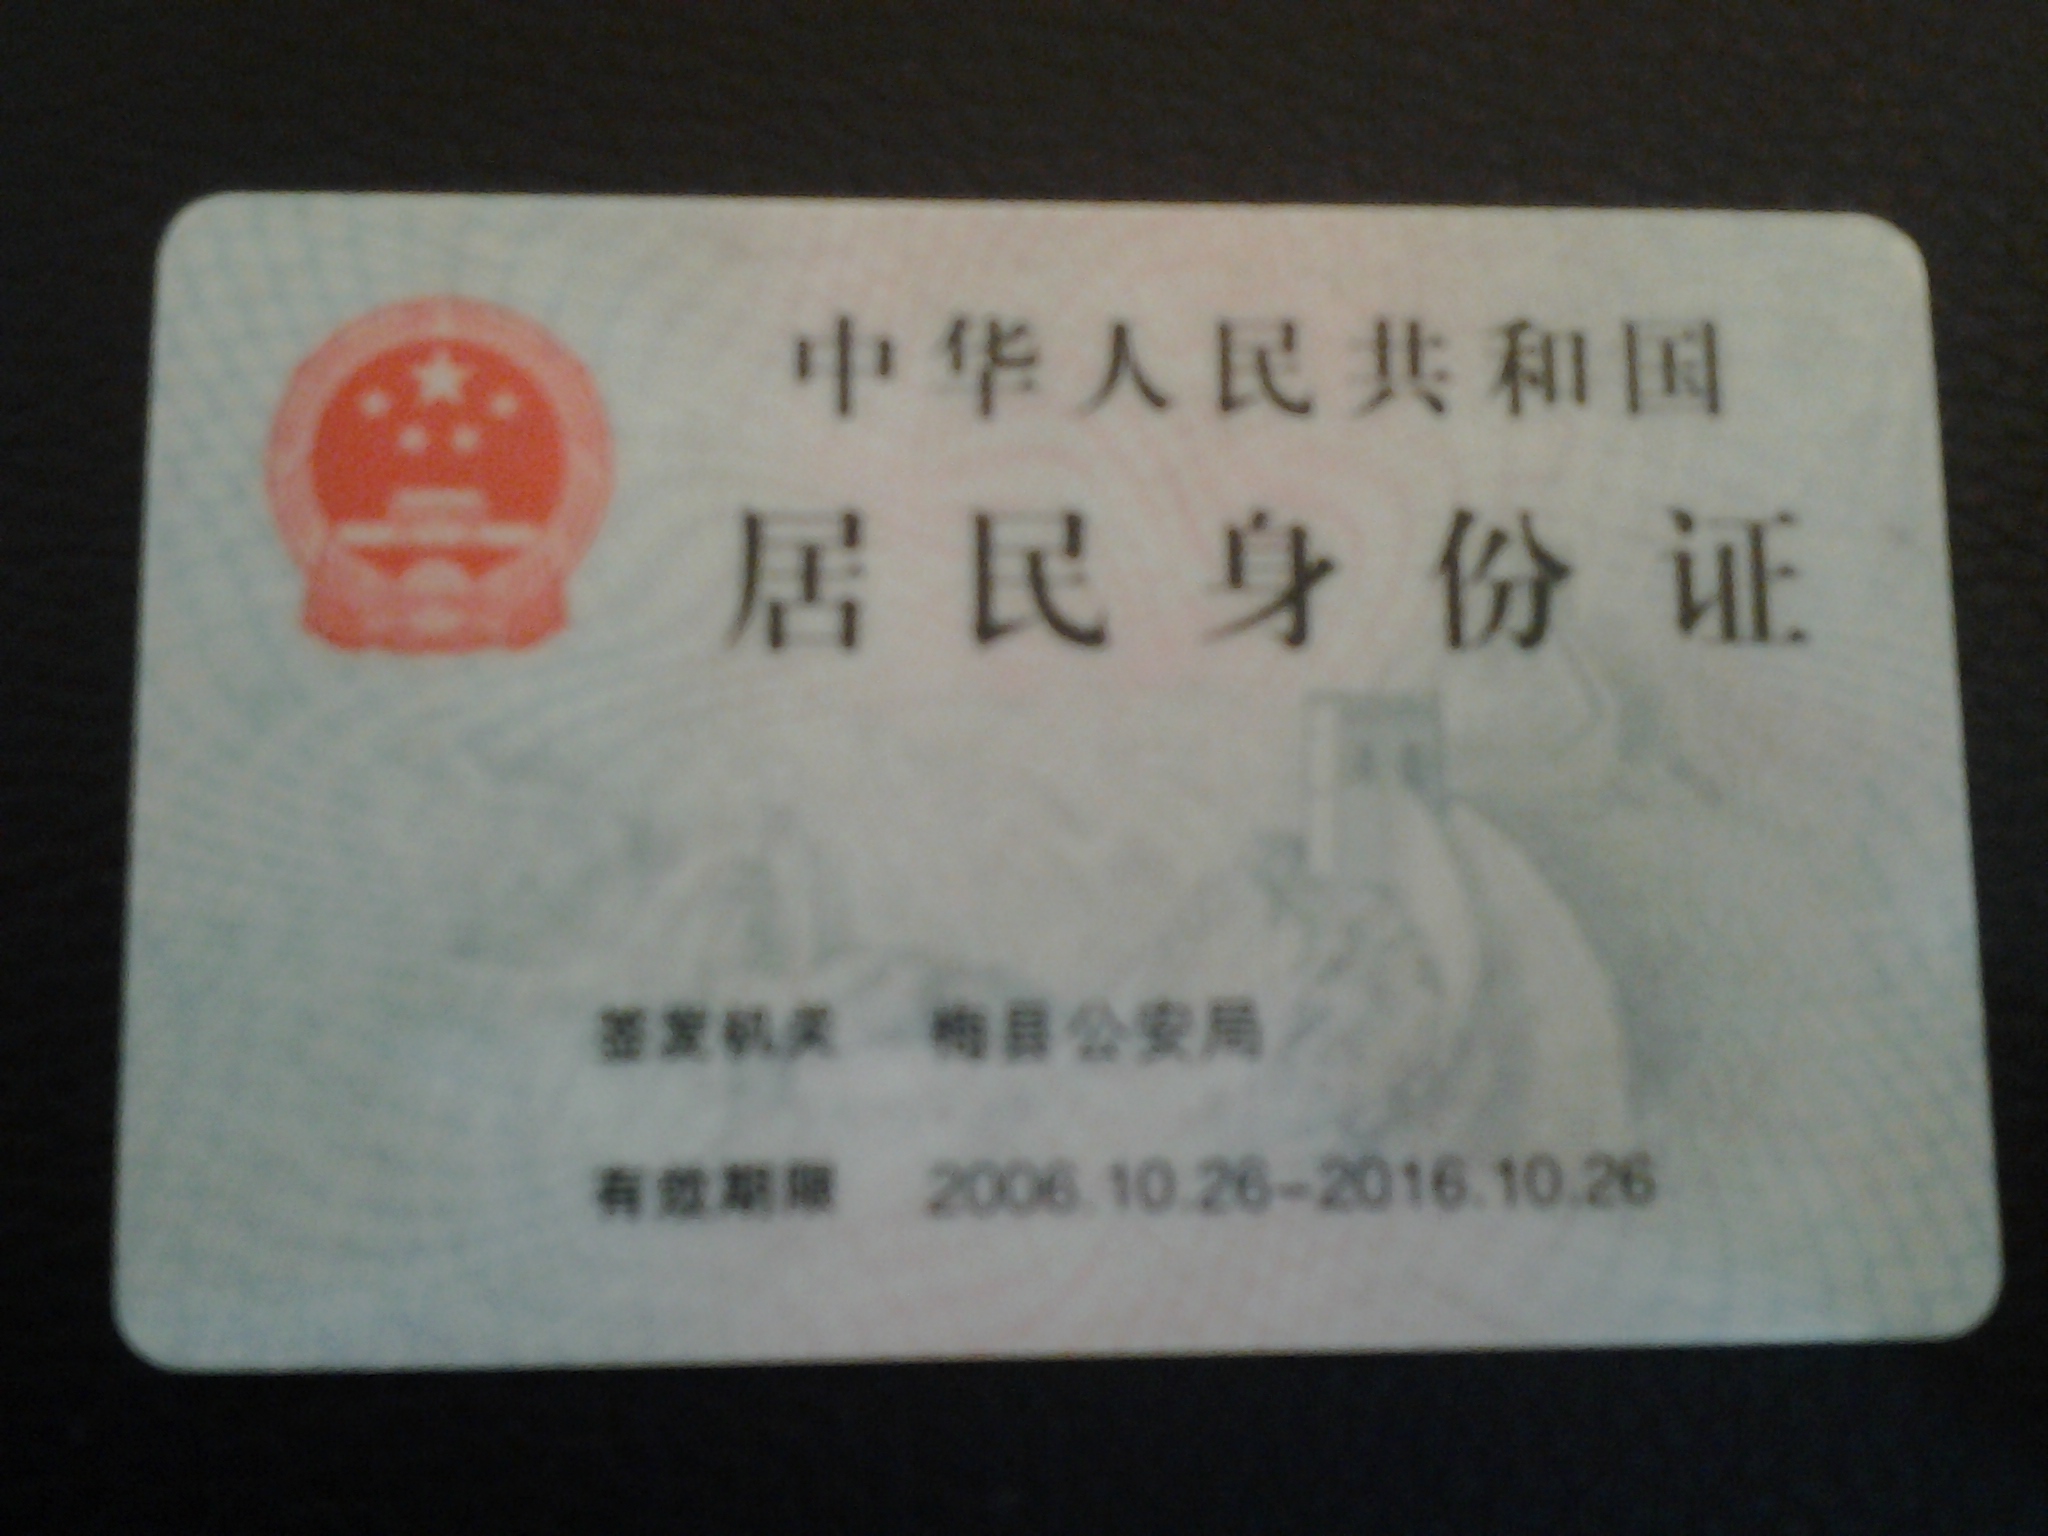 中华人民共和国
居民身份证
签发机关 梅县公安局
有效期限 2006.10.26-2016.10.26